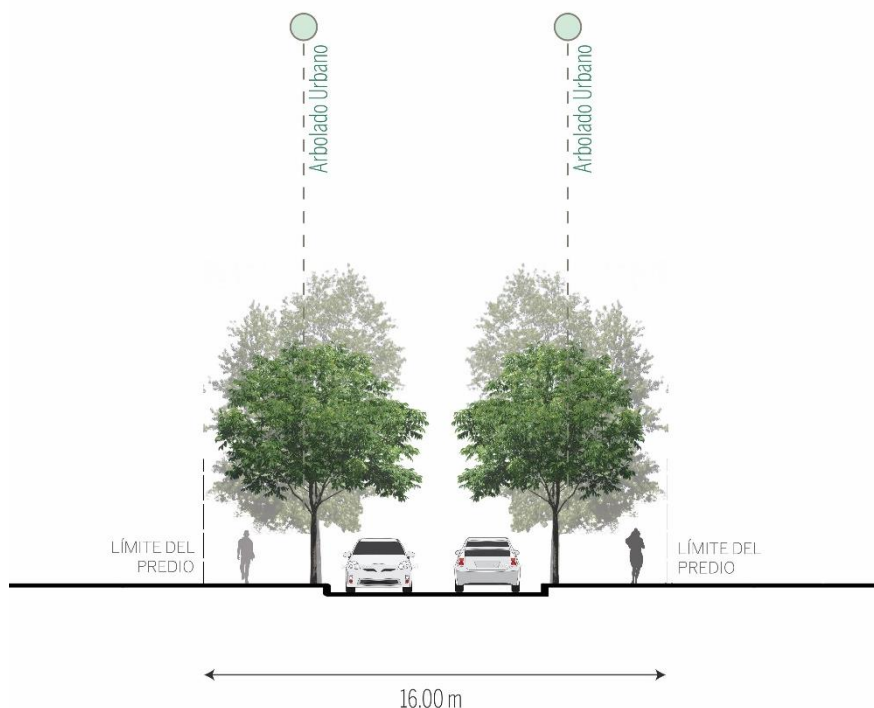 Arbolado Urbano
Arbolado Urbano
LÍMITE DEL
PREDIO
LÍMITE DEL
PREDIO
16.00 m